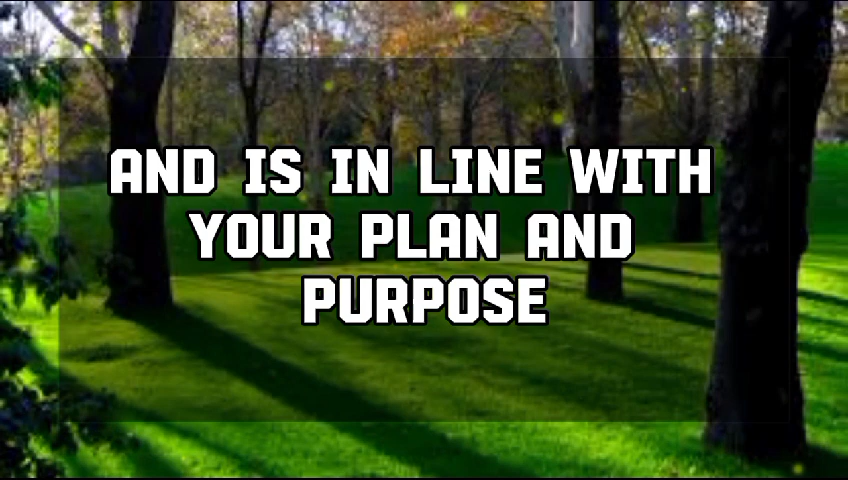 AND IS IN LINE WITH
YOUR PLAN AND
PURPOSE